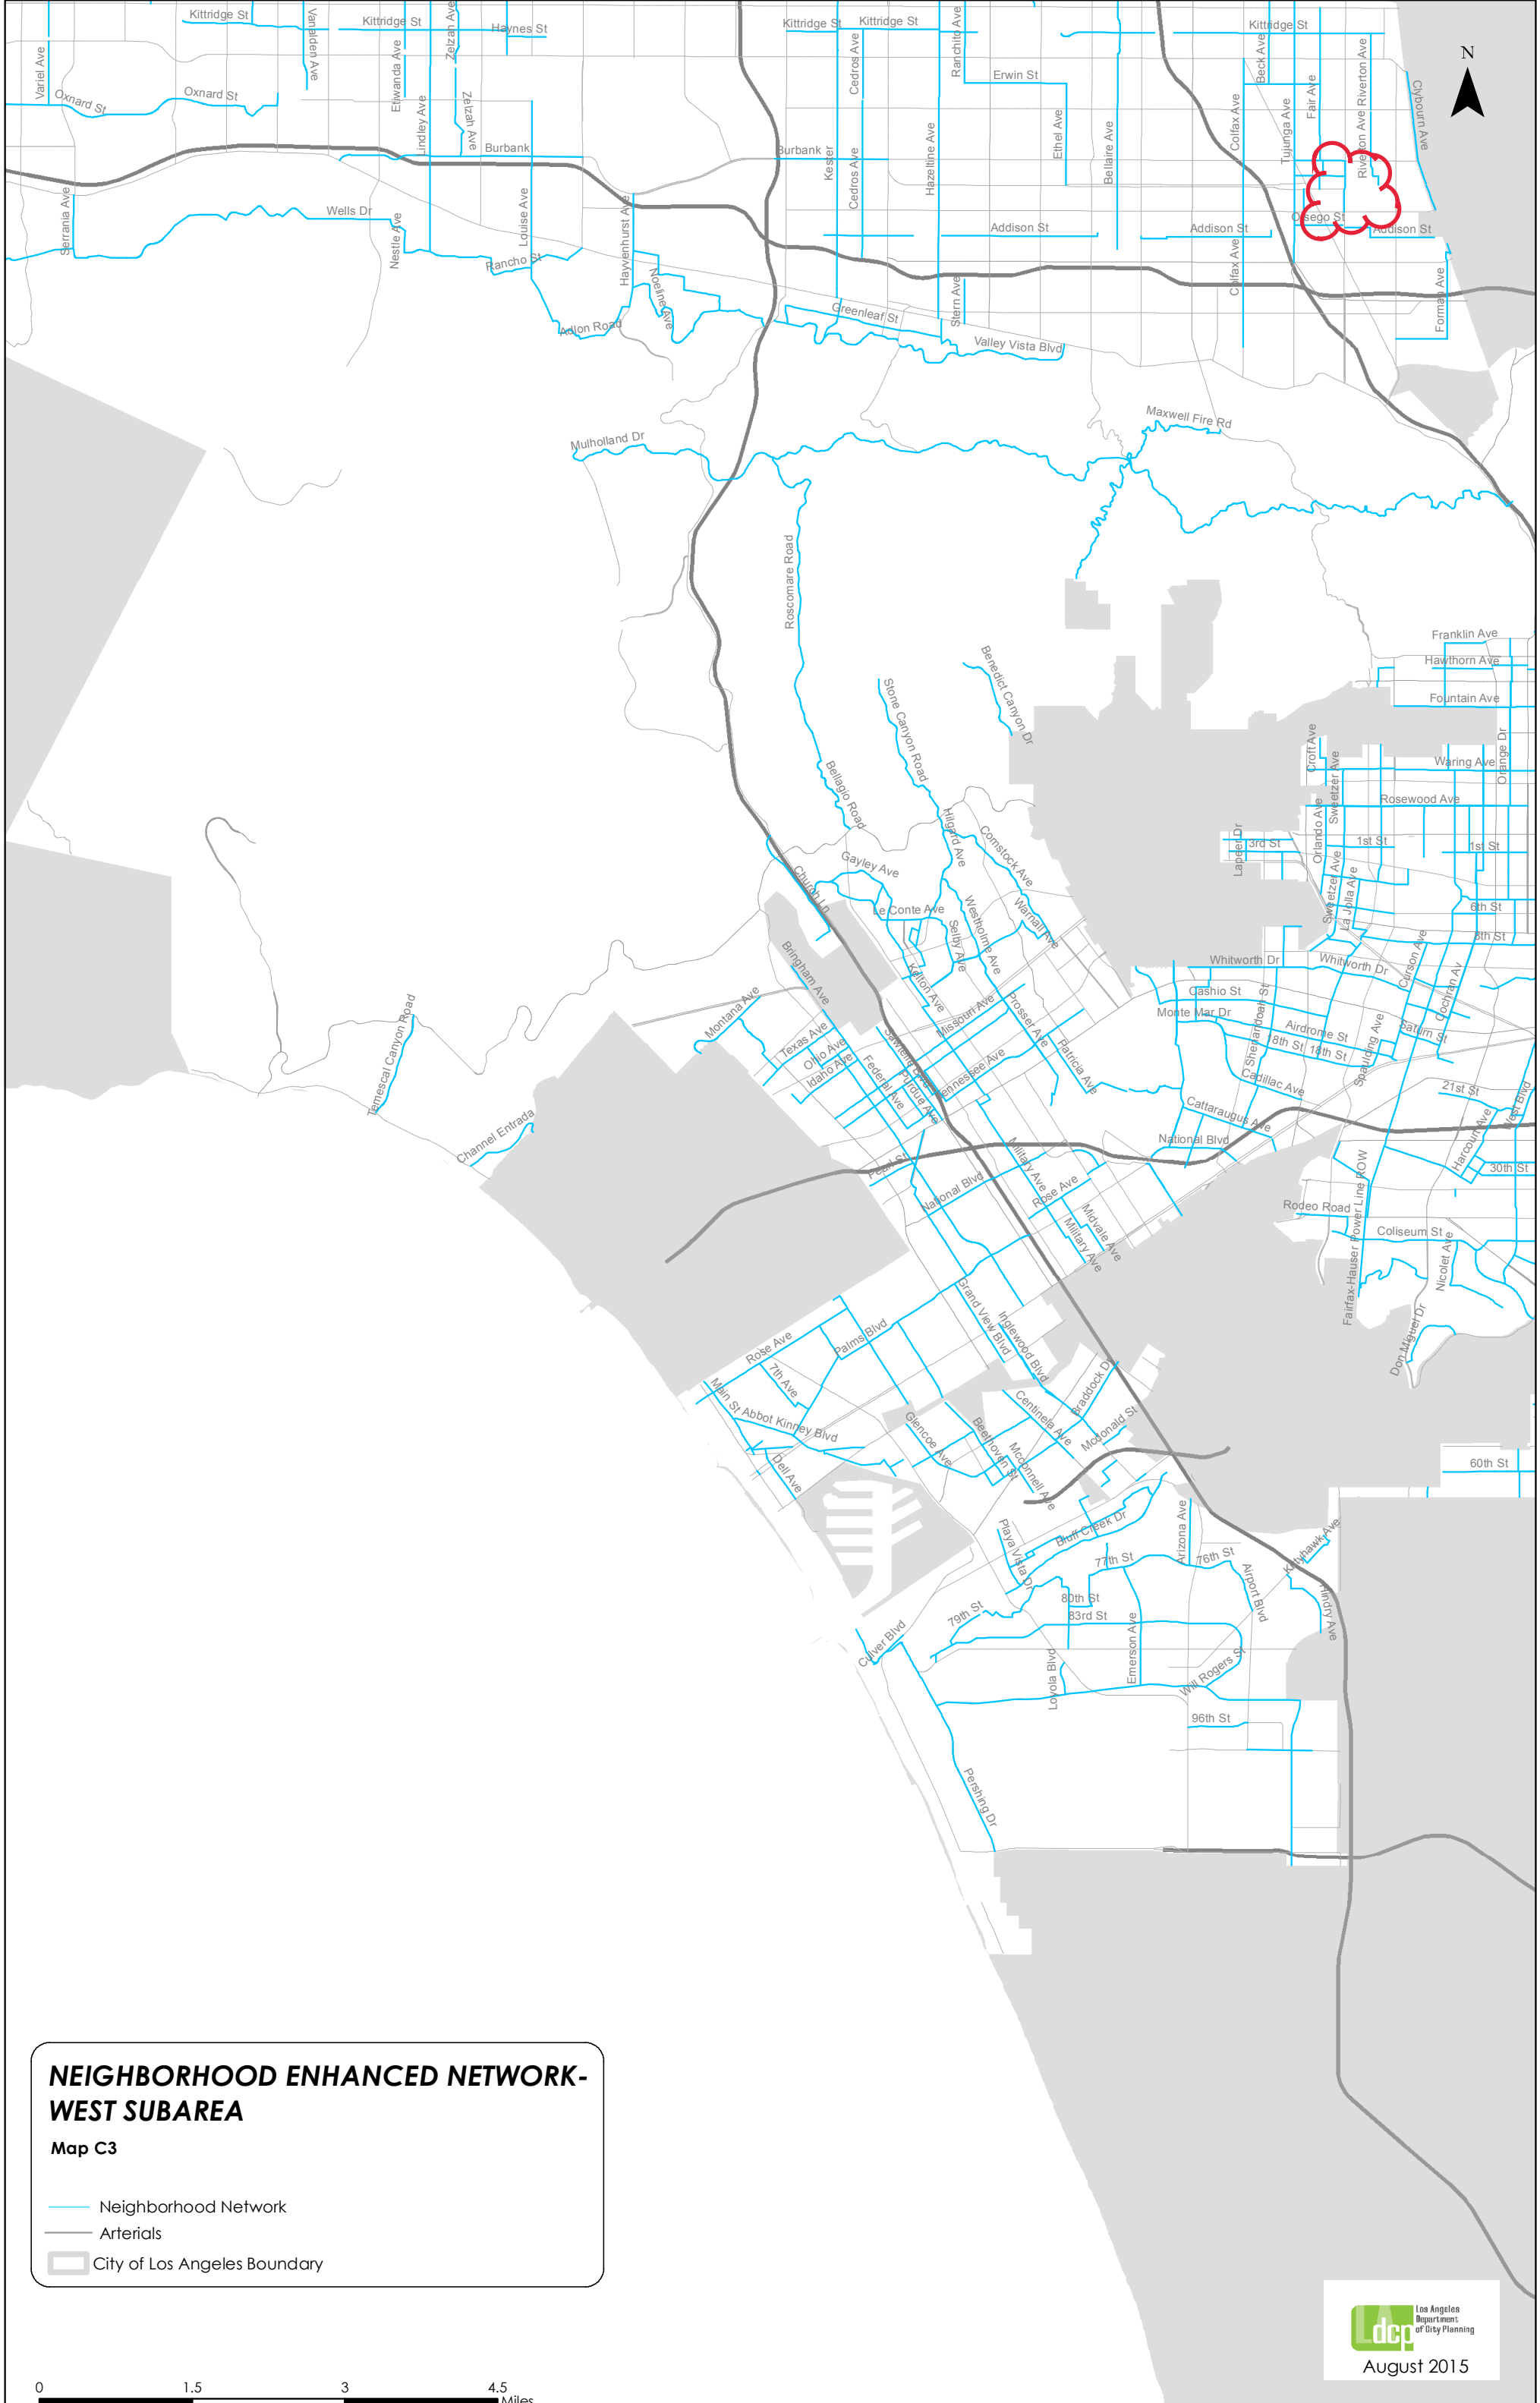 Kittridge St
Vanalden Ave
Kittridge St
Zelzah Ave
Haynes St
Kittridge St
Kittridge St
Ranchito Ave
Kittridge St
N
Variel Ave
Oxnard St
Oxnard St
Etiwanda Ave
Lindley Ave
Zelzah Ave
Burbank
Cedros Ave
Erwin St
Beck Ave
Fair Ave
Riverton Ave
Clybourn Ave
Burbank
Kester
Cedros Ave
Hazeltine Ave
Ethel Ave
Bellaire Ave
Colfax Ave
Tujunga Ave
Riverton Ave
Serrania Ave
Wells Dr
Nestle Ave
Louise Ave
Rancho St
Hayvenhurst Ave
Noeline Ave
Adlon Road
Addison St
Addison St
Otsego St
Addison St
Colfax Ave
Stern Ave
Forman Ave
Greenleaf St
Valley Vista Blvd
Mulholland Dr
Maxwell Fire Rd
Roscomare Road
Stone Canyon Road
Benedict Canyon Dr
Bellagio Road
Franklin Ave
Hawthorn Ave
Fountain Ave
Croft Ave
Sweetzer Ave
Waring Ave
Orange Dr
Rosewood Ave
Orlando Ave
Lapeer Dr
3rd St
1st St
1st St
Hilgard Ave
Comstock Ave
Gayley Ave
Church Ln
Le Conte Ave
Warnall Ave
Westholme Ave
Selby Ave
Sweetzer Ave
La Jolla Ave
6th St
8th St
Bringham Ave
Kelton Ave
Whitworth Dr
Whitworth Dr
Curson Ave
Cochran Av
Montana Ave
Missouri Ave
Prosser Ave
Cashio St
Monte Mar Dr
Shenandoah St
Airdrome St
18th St
18th St
Saturn St
Spaulding Ave
Temescal Canyon Road
Texas Ave
Ohio Ave
Idaho Ave
Federal Ave
Purdue Ave
Tennessee Ave
Patricia Ave
Cadillac Ave
21st St
Channel Entrada
Cattaraugus Ave
National Blvd
Harcourt Ave
West Blvd
30th St
Pearl St
National Blvd
Military Ave
Rose Ave
Midvale Ave
Military Ave
Rodeo Road
Coliseum St
Fairfax-Hauser Power Line ROW
Nicolet Ave
Don Miguel Dr
Grand View Blvd
Inglewood Blvd
Rose Ave
Palms Blvd
7th Ave
Main St
Abbot Kinney Blvd
Dell Ave
Glencoe Ave
Beethoven St
Mcconnell Ave
Centinela Ave
Braddock Dr
Mcdonald St
60th St
Playa Vista Dr
Bluff Creek Dr
77th St
Arizona Ave
76th St
Kittyhawk Ave
Airport Blvd
Hindry Ave
79th St
80th St
83rd St
Culver Blvd
Loyola Blvd
Emerson Ave
Will Rogers St
96th St
Pershing Dr
NEIGHBORHOOD ENHANCED NETWORK-
WEST SUBAREA
Map C3
Neighborhood Network
Arterials
City of Los Angeles Boundary
Ldcp
Los Angeles
Department
of City Planning
August 2015
0 1.5 3 4.5
Miles